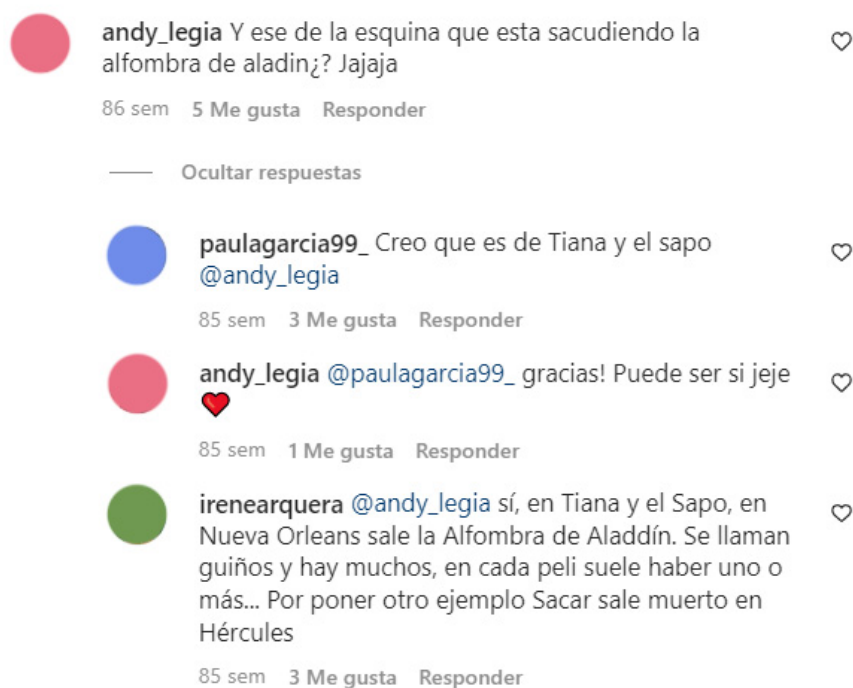 andy_legia Y ese de la esquina que esta sacudiendo la
alfombra de aladin¿? Jajaja
86 sem 5 Me gusta Responder
Ocultar respuestas
paulagarcia99_ Creo que es de Tiana y el sapo
@andy_legia
85 sem 3 Me gusta Responder
andy_legia @paulagarcia99_ gracias! Puede ser si jeje
❤️
85 sem 1 Me gusta Responder
irenearquera @andy_legia sí, en Tiana y el Sapo, en
Nueva Orleans sale la Alfombra de Aladdín. Se llaman
guiños y hay muchos, en cada peli suele haber uno o
más... Por poner otro ejemplo Sacar sale muerto en
Hércules
85 sem 3 Me gusta Responder